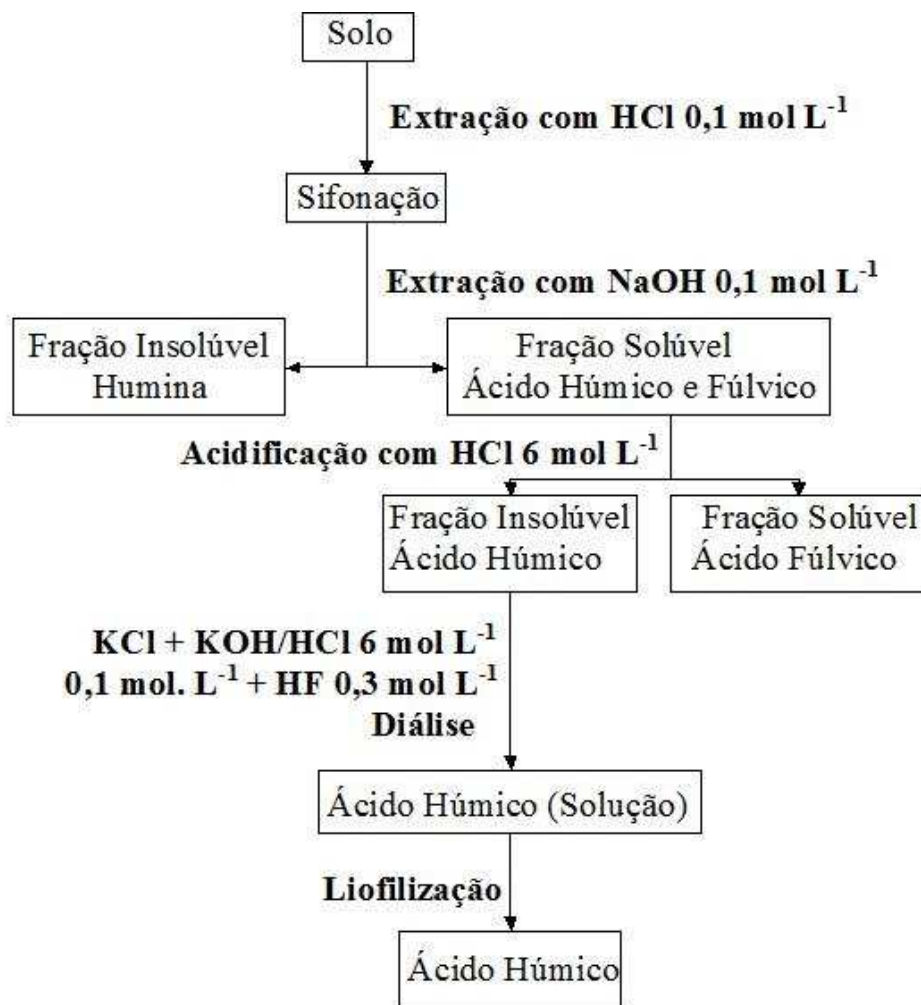 Solo
Extração com HCl 0,1 mol L⁻¹
Sifonação
Extração com NaOH 0,1 mol L⁻¹
Fração Insolúvel
Humina
Fração Solúvel
Ácido Húmico e Fúlvico
Acidificação com HCl 6 mol L⁻¹
Fração Insolúvel
Ácido Húmico
Fração Solúvel
Ácido Fúlvico
KCl + KOH/HCl 6 mol L⁻¹
0,1 mol. L⁻¹ + HF 0,3 mol L⁻¹
Diálise
Ácido Húmico (Solução)
Liofilização
Ácido Húmico